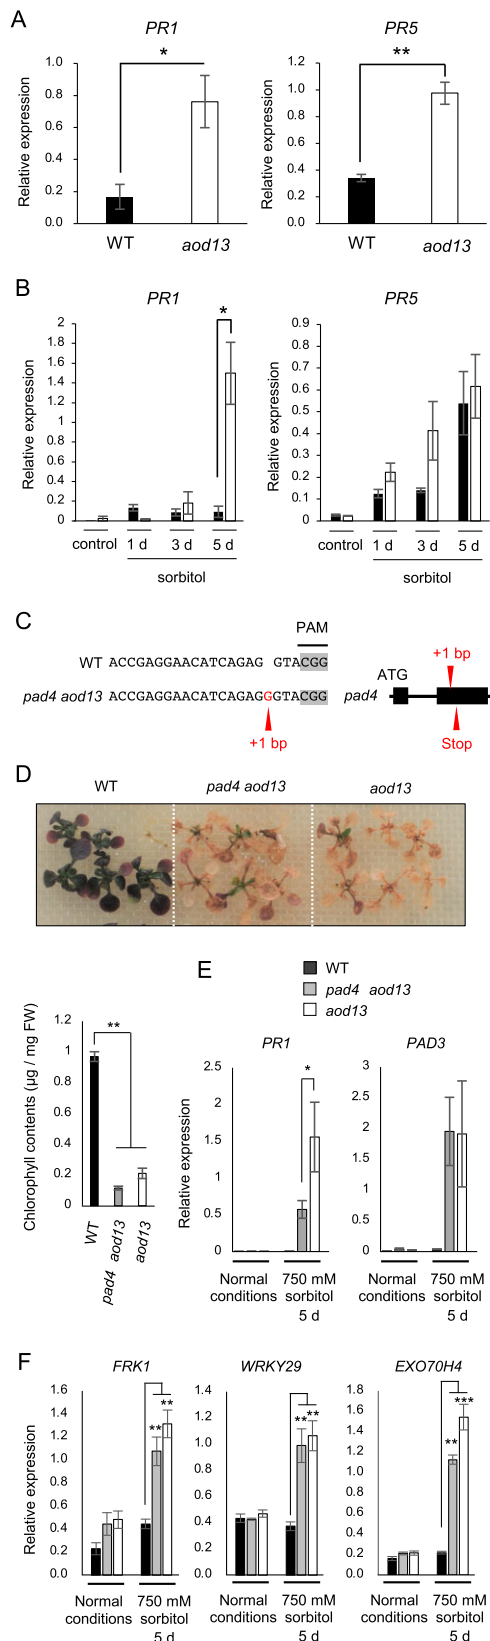 A
PR1
PR5
Relative expression
1.0
0.8
0.6
0.4
0.2
0.0
*
WT
aod13
Relative expression
1.2
1.0
0.8
0.6
0.4
0.2
0.0
**
WT
aod13
B
PR1
PR5
Relative expression
2
1.8
1.6
1.4
1.2
1
0.8
0.6
0.4
0.2
0
*
control
1 d
3 d
5 d
sorbitol
Relative expression
0.9
0.8
0.7
0.6
0.5
0.4
0.3
0.2
0.1
0
control
1 d
3 d
5 d
sorbitol
C
PAM
WT ACCGAGGAACATCAGAG GTACGG
pad4 aod13 ACCGAGGAACATCAGAGGGTACGG
+1 bp
+1 bp
ATG
pad4
Stop
D
WT
pad4 aod13
aod13
Chlorophyll contents (µg / mg FW)
1.2
1
0.8
0.6
0.4
0.2
0
**
WT
pad4 aod13
aod13
E
WT
pad4 aod13
aod13
PR1
PAD3
Relative expression
2.5
2
1.5
1
0.5
0
*
Normal conditions
750 mM sorbitol 5 d
3
2.5
2
1.5
1
0.5
0
Normal conditions
750 mM sorbitol 5 d
F
FRK1
WRKY29
EXO70H4
Relative expression
1.6
1.4
1.2
1.0
0.8
0.6
0.4
0.2
0.0
**
**
Normal conditions
750 mM sorbitol 5 d
1.4
1.2
1.0
0.8
0.6
0.4
0.2
0.0
**
**
Normal conditions
750 mM sorbitol 5 d
1.8
1.6
1.4
1.2
1.0
0.8
0.6
0.4
0.2
0.0
**
***
Normal conditions
750 mM sorbitol 5 d